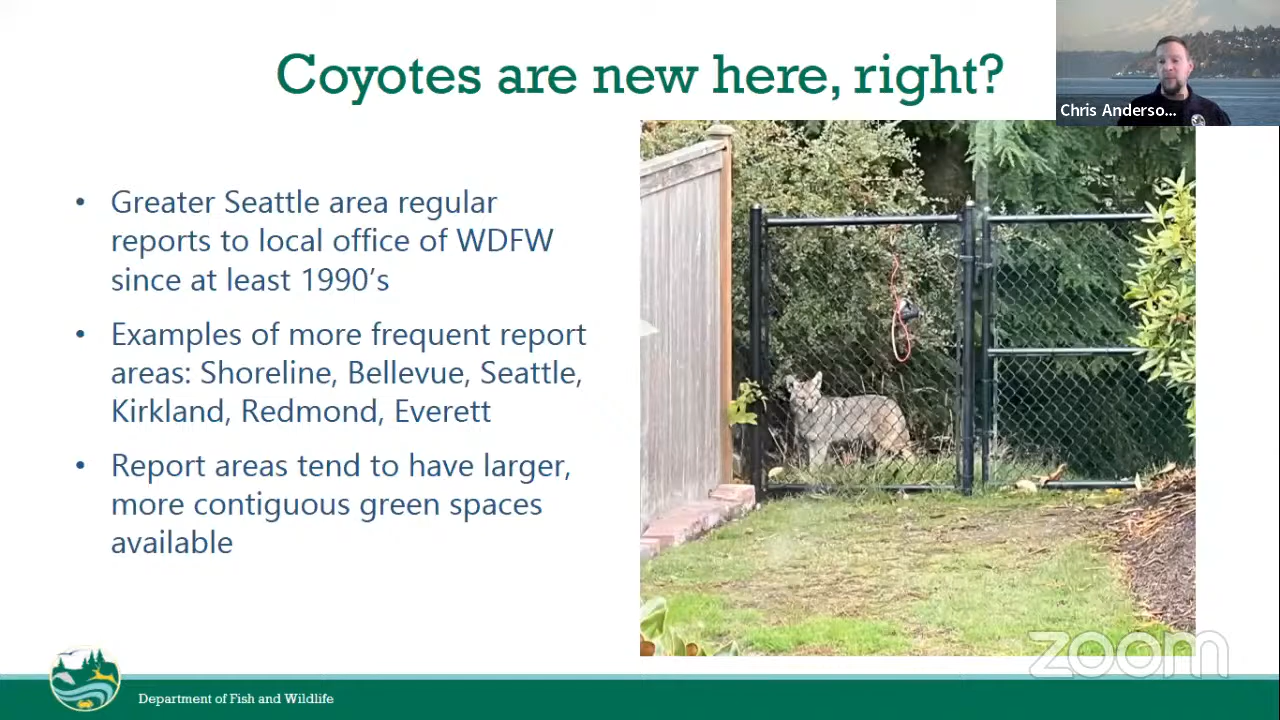 Coyotes are new here, right?
Chris Anderso...
• Greater Seattle area regular
reports to local office of WDFW
since at least 1990's
• Examples of more frequent report
areas: Shoreline, Bellevue, Seattle,
Kirkland, Redmond, Everett
• Report areas tend to have larger,
more contiguous green spaces
available
zoom
Department of Fish and Wildlife